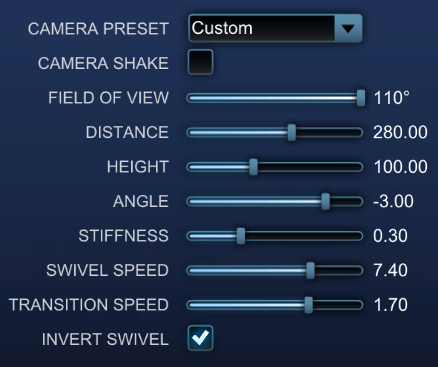 CAMERA PRESET Custom
CAMERA SHAKE
FIELD OF VIEW 110°
DISTANCE 280.00
HEIGHT 100.00
ANGLE -3.00
STIFFNESS 0.30
SWIVEL SPEED 7.40
TRANSITION SPEED 1.70
INVERT SWIVEL